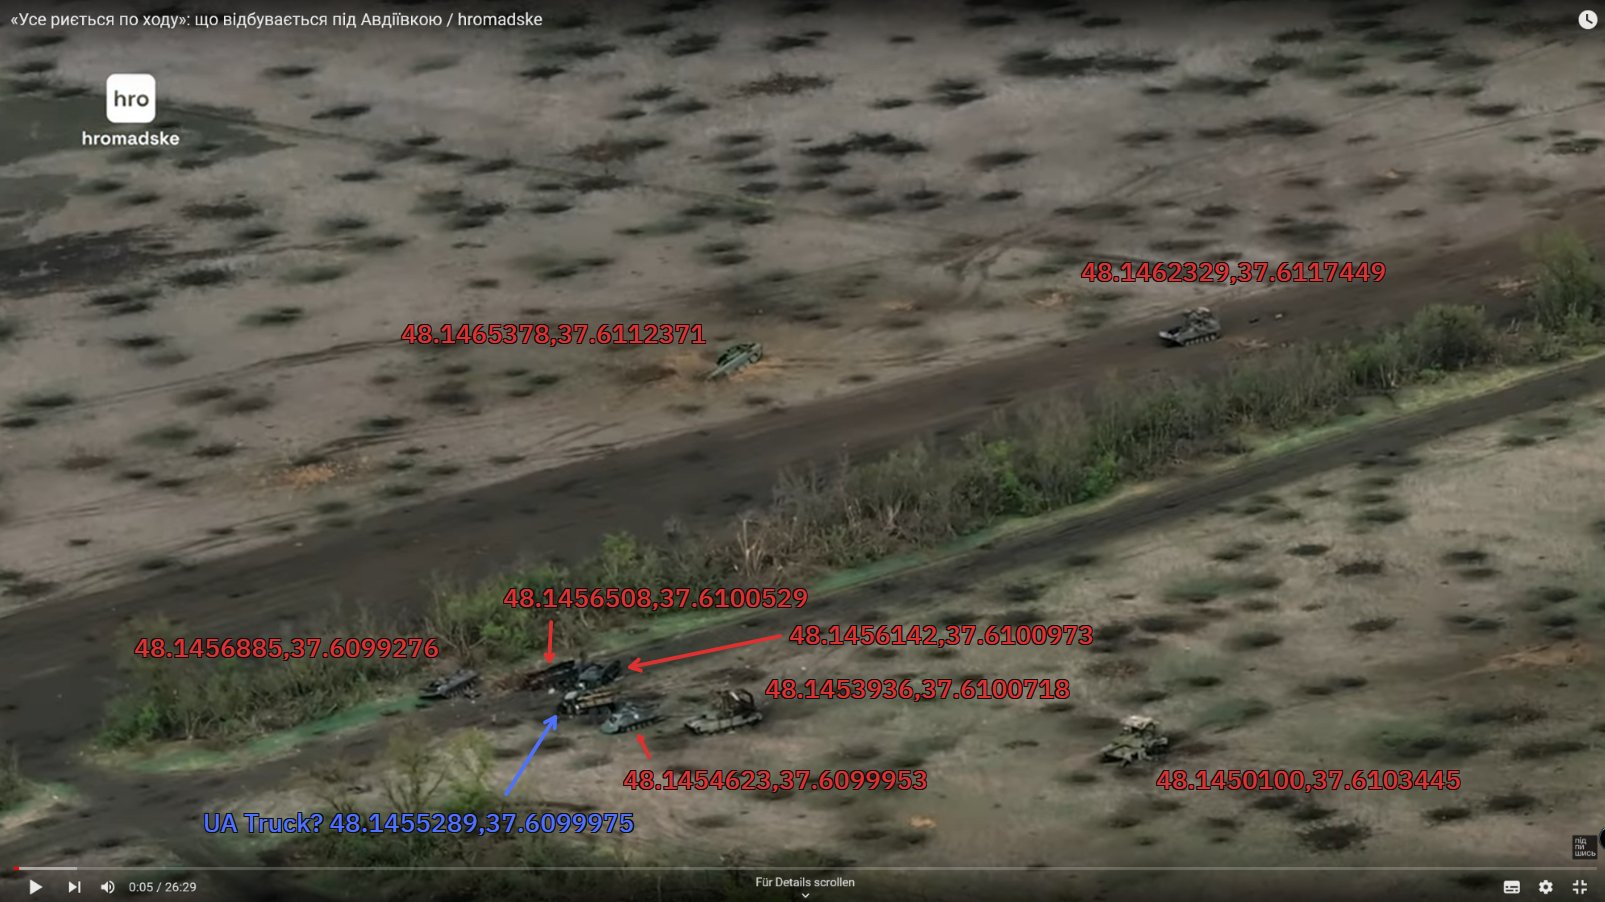 «Усе риється по ходу»: що відбувається під Авдіївкою / hromadske
hro
hromadske
48.1462329,37.6117449
48.1465378,37.6112371
48.1456508,37.6100529
48.1456142,37.6100973
48.1456885,37.6099276
48.1453936,37.6100718
48.1454623,37.6099953
48.1450100,37.6103445
UA Truck? 48.1455289,37.6099975
підпишись
0:05 / 26:29
Für Details scrollen